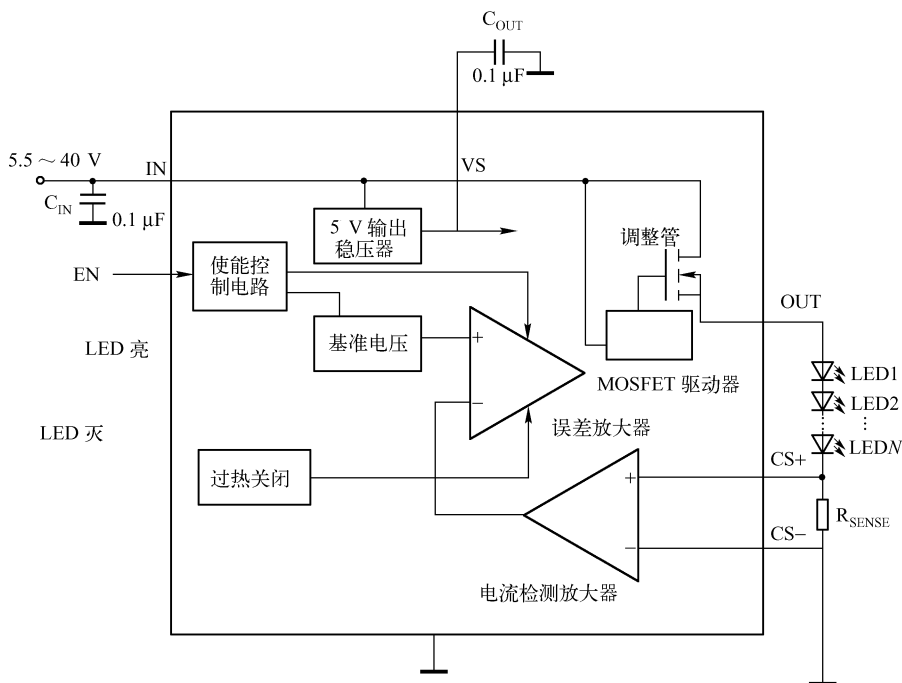 C_OUT
0.1 μF
5.5～40 V
IN
VS
C_IN
0.1 μF
5 V 输出
稳压器
调整管
EN
使能控
制电路
OUT
基准电压
+
LED 亮
MOSFET 驱动器
LED1
LED2
−
误差放大器
⋮
LED 灭
LEDN
CS+
过热关闭
+
R_SENSE
CS−
−
电流检测放大器